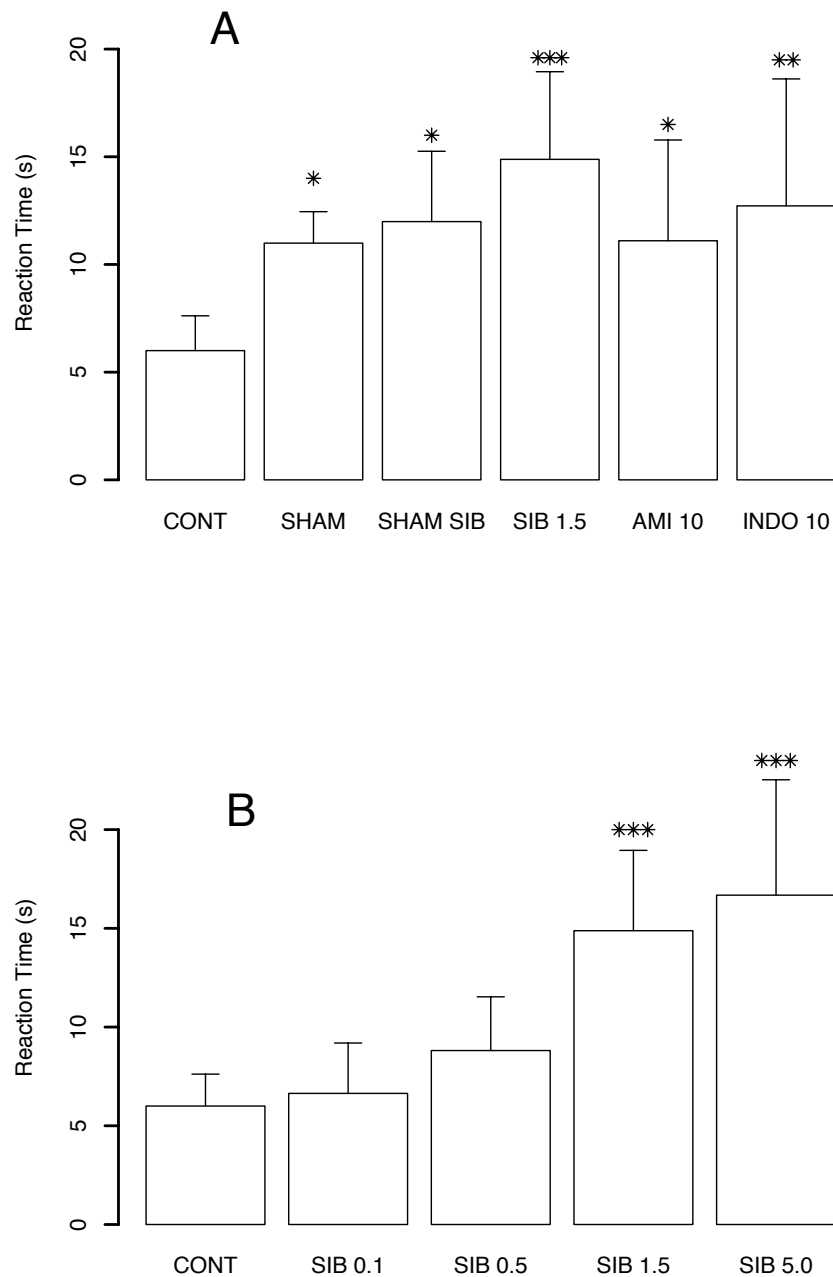 A
Reaction Time (s)
20
15
10
5
0
* * *** * **
CONT SHAM SHAM SIB SIB 1.5 AMI 10 INDO 10
B
Reaction Time (s)
20
15
10
5
0
*** ***
CONT SIB 0.1 SIB 0.5 SIB 1.5 SIB 5.0